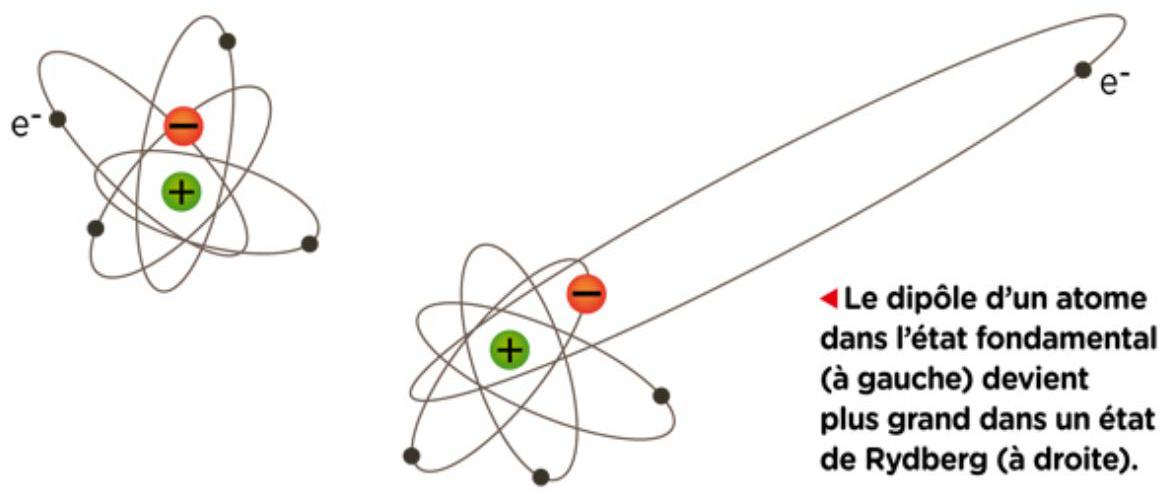 e-
−
+
e-
−
+
◀ Le dipôle d’un atome
dans l’état fondamental
(à gauche) devient
plus grand dans un état
de Rydberg (à droite).